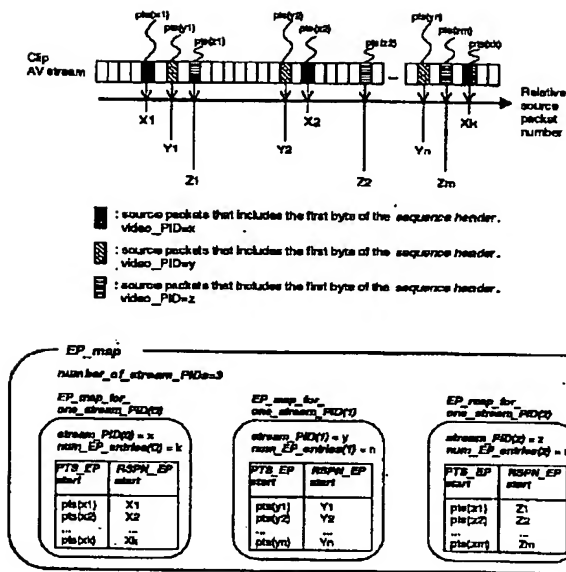 pts(x1)
pts(y1)
pts(z1)
pts(y2)
pts(x2)
pts(z2)
pts(yn)
pts(zm)
pts(xk)
Clip
AV stream
...
Relative
source
packet
number
X1
Y1
Z1
Y2
X2
Z2
Yn
Zm
Xk
: source packets that includes the first byte of the sequence header.
video_PID=x
: source packets that includes the first byte of the sequence header.
video_PID=y
: source packets that includes the first byte of the sequence header.
video_PID=z
EP_map
number_of_stream_PIDs=3
EP_map_for_
one_stream_PID(0)
stream_PID(0) = x
num_EP_entries(0) = k
PTS_EP RSPN_EP
start start
pts(x1) X1
pts(x2) X2
... ...
pts(xk) Xk
EP_map_for_
one_stream_PID(1)
stream_PID(1) = y
num_EP_entries(1) = n
PTS_EP RSPN_EP
start start
pts(y1) Y1
pts(y2) Y2
... ...
pts(yn) Yn
EP_map_for_
one_stream_PID(2)
stream_PID(2) = z
num_EP_entries(2) =
PTS_EP RSPN_EP
start start
pts(z1) Z1
pts(z2) Z2
... ...
pts(zm) Zm